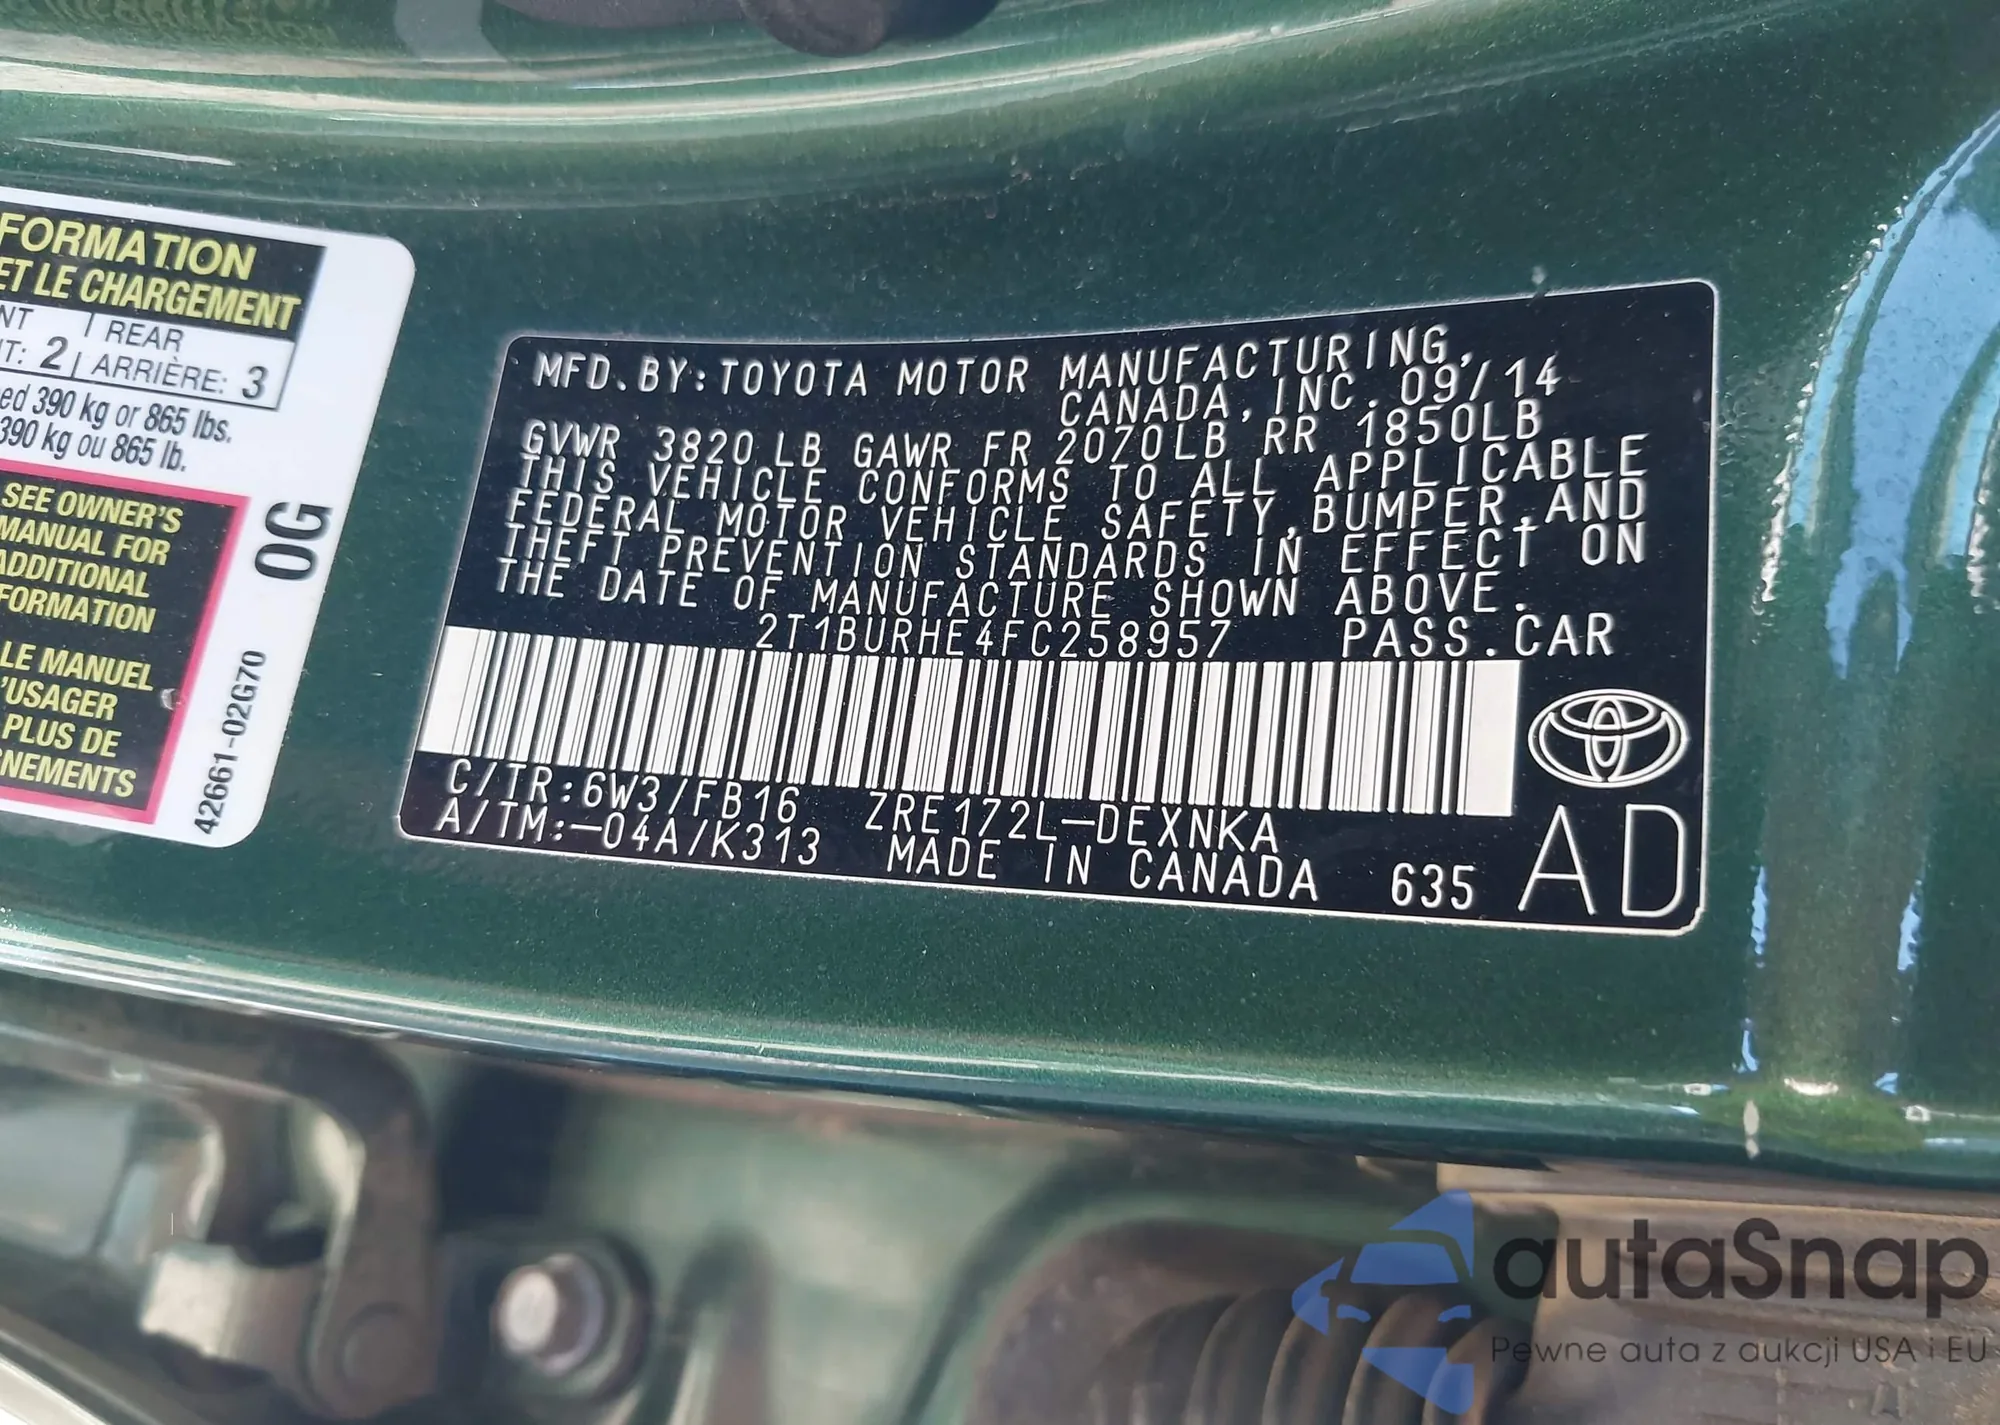 FORMATION
ET LE CHARGEMENT
NT | REAR
T: 2 | ARRIÈRE: 3
ed 390 kg or 865 lbs.
390 kg ou 865 lb.
SEE OWNER'S
MANUAL FOR
ADDITIONAL
FORMATION
LE MANUEL
'USAGER
PLUS DE
NEMENTS
0G
42661-02G70
MFD.BY:TOYOTA MOTOR MANUFACTURING,
CANADA,INC.09/14
GVWR 3820LB GAWR FR 2070LB RR 1850LB
THIS VEHICLE CONFORMS TO ALL APPLICABLE
FEDERAL MOTOR VEHICLE SAFETY,BUMPER,AND
THEFT PREVENTION STANDARDS IN EFFECT ON
THE DATE OF MANUFACTURE SHOWN ABOVE.
2T1BURHE4FC258957 PASS.CAR
C/TR:6W3/FB16 ZRE172L-DEXNKA
A/TM:-04A/K313 MADE IN CANADA 635 AD
autaSnap
Pewne auta z aukcji USA i EU